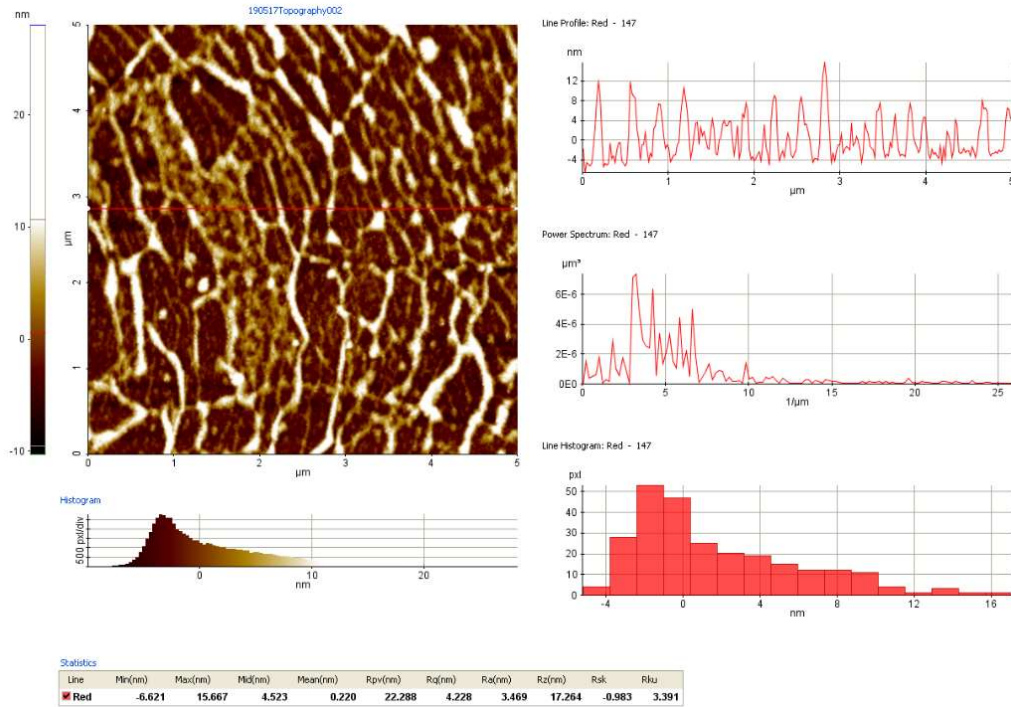 nm
20
0
-10
190517Topography002
5
4
3
2
1
0
µm
0 1 2 3 4 5
µm
Line Profile: Red - 147
nm
12
8
4
0
-4
0 1 2 3 4 5
µm
Power Spectrum: Red - 147
µm³
6E-6
4E-6
2E-6
0E0
0 5 10 15 20 25
1/µm
Line Histogram: Red - 147
pxl
50
40
30
20
10
0
-4 0 4 8 12 16
nm
Histogram
600 pxl/div
0 10 20
nm
Statistics
Line Min(nm) Max(nm) Mid(nm) Mean(nm) Rpv(nm) Rq(nm) Ra(nm) Rz(nm) Rsk Rku
Red -6.621 15.667 4.523 0.220 22.288 4.228 3.469 17.264 -0.983 3.391